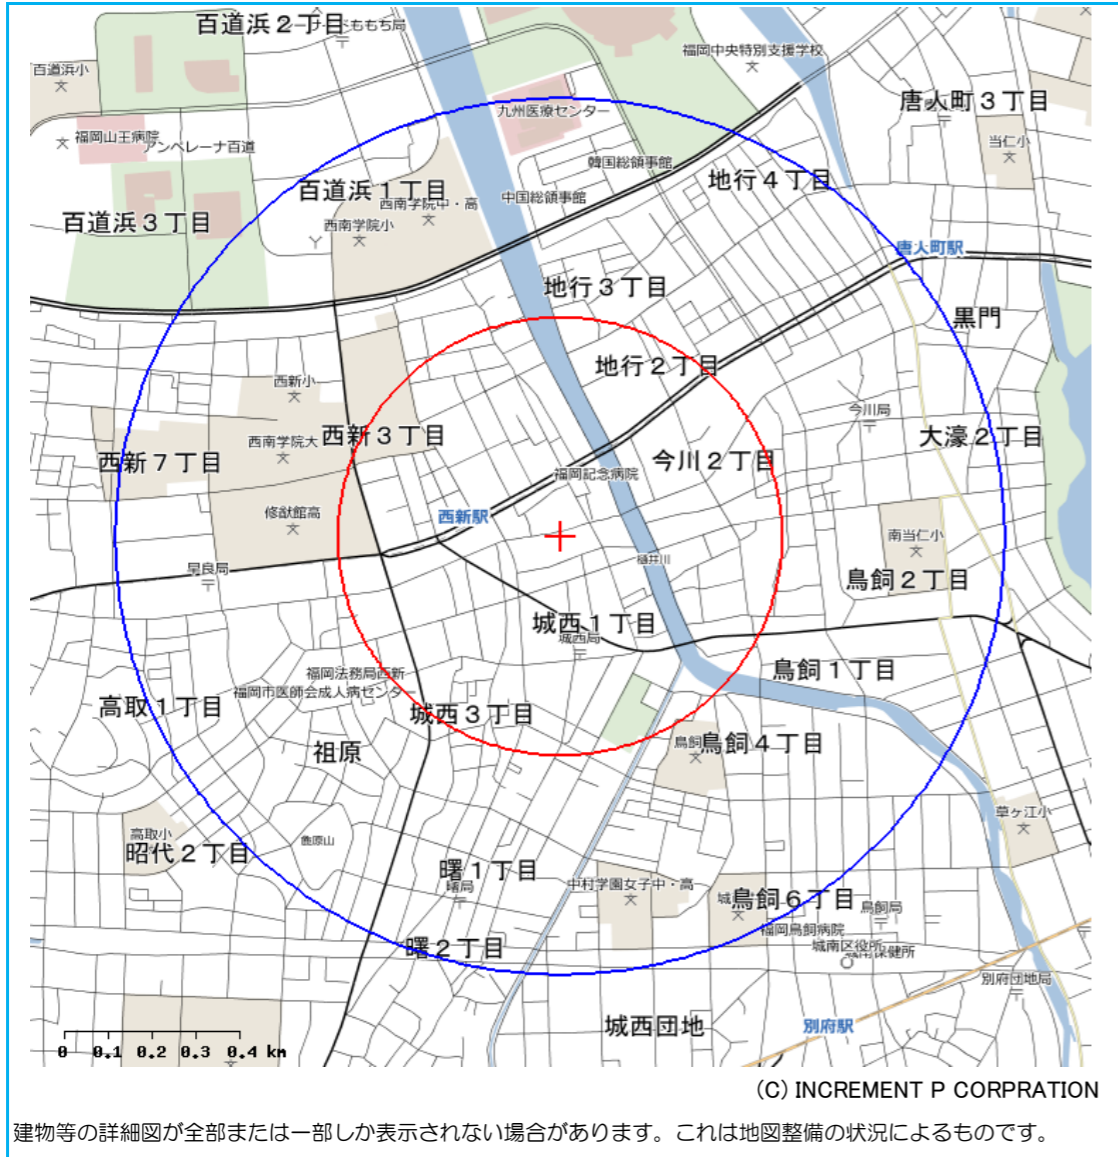 百道浜２丁目
ももち局
福岡中央特別支援学校
百道浜小
唐人町３丁目
九州医療センター
福岡山王病院
アンペレーナ百道
当仁小
韓国総領事館
百道浜１丁目
地行４丁目
中国総領事館
西南学院中・高
百道浜３丁目
西南学院小
唐人町駅
地行３丁目
黒門
地行２丁目
西新小
今川局
西新３丁目
西南学院大
大濠２丁目
西新７丁目
今川２丁目
福岡記念病院
修猷館高
西新駅
南当仁小
樋井川
早良局
鳥飼２丁目
城西１丁目
城西局
鳥飼１丁目
福岡法務局西新
福岡市医師会成人病センター
高取１丁目
城西３丁目
鳥飼４丁目
祖原
草ヶ江小
高取小
昭代２丁目
曙１丁目
中村学園女子中・高
曙局
鳥飼６丁目
鳥飼局
福岡鳥飼病院
曙２丁目
城南区役所
城南保健所
別府団地局
城西団地
別府駅
0 0.1 0.2 0.3 0.4 km
(C) INCREMENT P CORPRATION
建物等の詳細図が全部または一部しか表示されない場合があります。これは地図整備の状況によるものです。